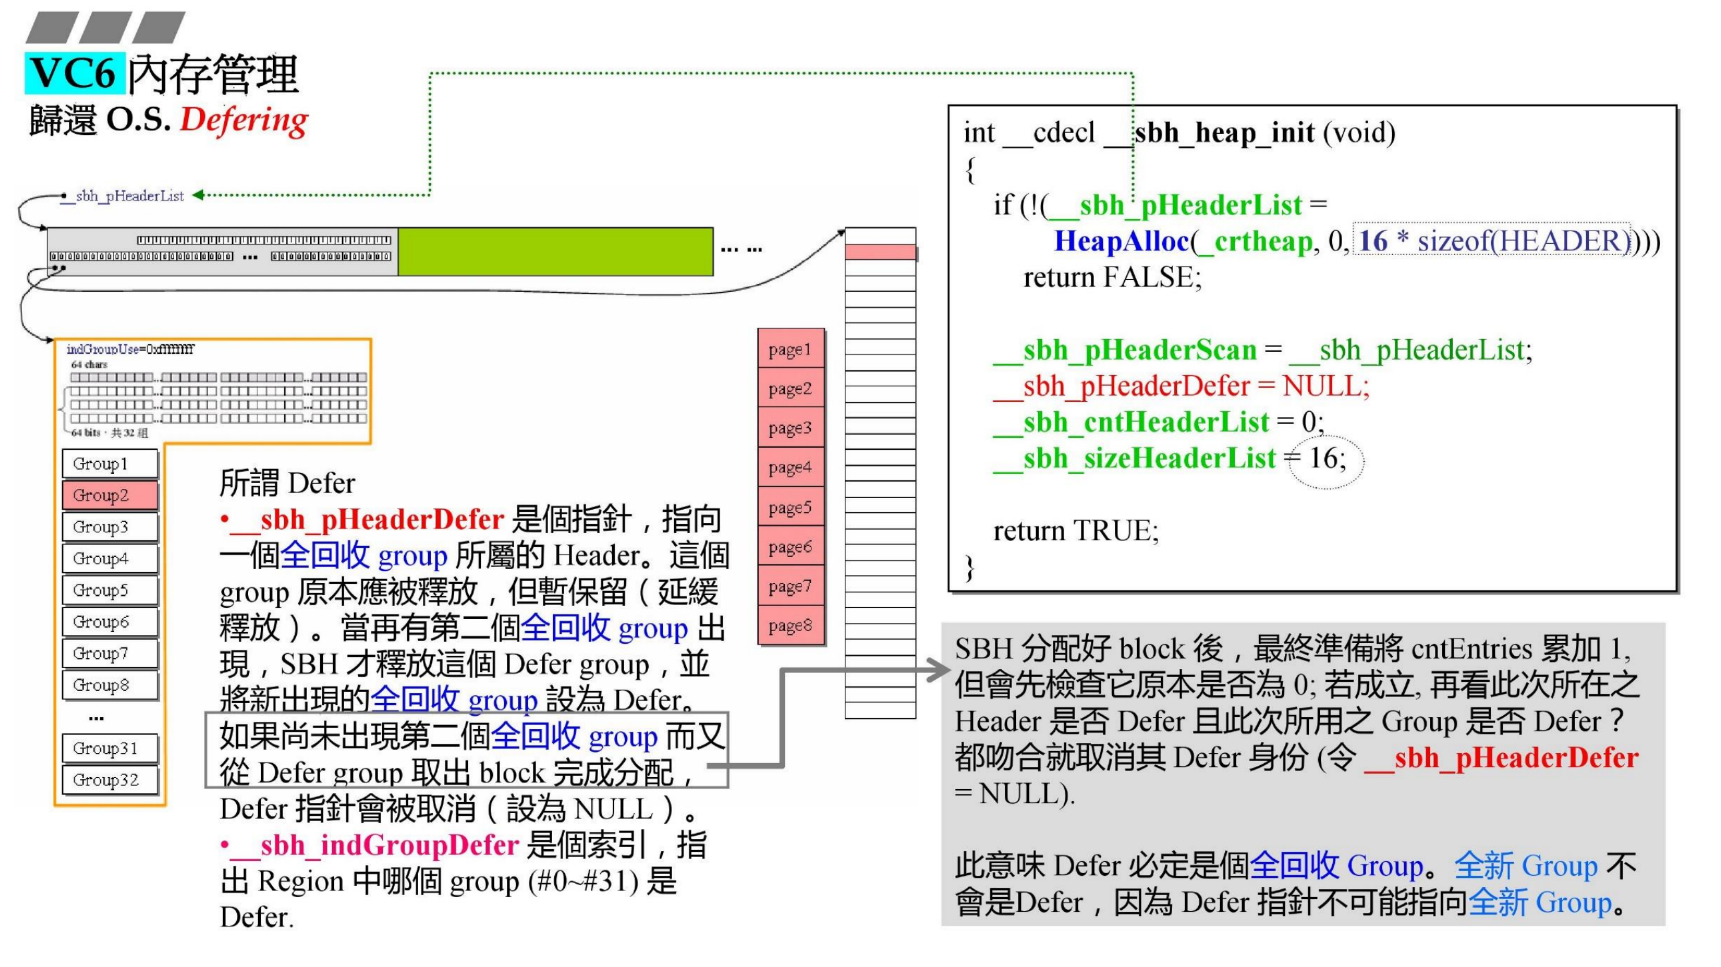 VC6 內存管理
歸還 O.S. Defering
__sbh_pHeaderList
... ...
indGroupUse=0xffffffff
64 chars
64 bits，共32 組
Group1
Group2
Group3
Group4
Group5
Group6
Group7
Group8
...
Group31
Group32
所謂 Defer
•__sbh_pHeaderDefer 是個指針，指向
一個全回收 group 所屬的 Header。這個
group 原本應被釋放，但暫保留（延緩
釋放）。當再有第二個全回收 group 出
現，SBH 才釋放這個 Defer group，並
將新出現的全回收 group 設為 Defer。
如果尚未出現第二個全回收 group 而又
從 Defer group 取出 block 完成分配，
Defer 指針會被取消（設為 NULL）。
•__sbh_indGroupDefer 是個索引，指
出 Region 中哪個 group (#0~#31) 是
Defer.
page1
page2
page3
page4
page5
page6
page7
page8
int __cdecl __sbh_heap_init (void)
{
if (!(__sbh_pHeaderList =
HeapAlloc(_crtheap, 0, 16 * sizeof(HEADER))))
return FALSE;
__sbh_pHeaderScan = __sbh_pHeaderList;
__sbh_pHeaderDefer = NULL;
__sbh_cntHeaderList = 0;
__sbh_sizeHeaderList = 16;
return TRUE;
}
SBH 分配好 block 後，最終準備將 cntEntries 累加 1,
但會先檢查它原本是否為 0; 若成立, 再看此次所在之
Header 是否 Defer 且此次所用之 Group 是否 Defer？
都吻合就取消其 Defer 身份 (令 __sbh_pHeaderDefer
= NULL).
此意味 Defer 必定是個全回收 Group。全新 Group 不
會是Defer，因為 Defer 指針不可能指向全新 Group。